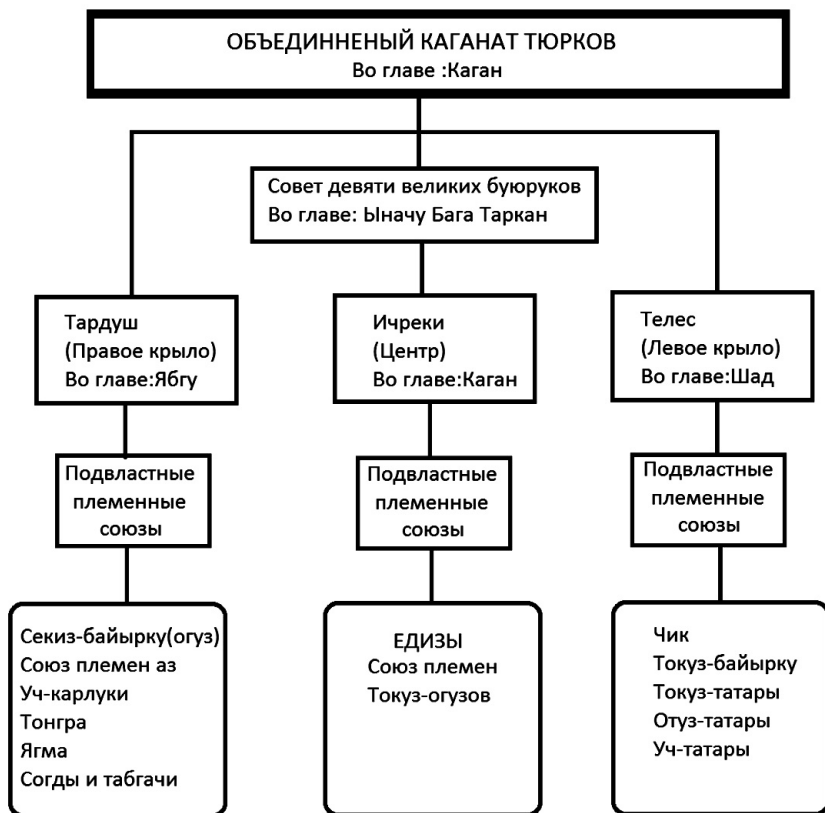 ОБЪЕДИННЕНЫЙ КАГАНАТ ТЮРКОВ
Во главе :Каган
Совет девяти великих буюруков
Во главе: Ыначу Бага Таркан
Тардуш
(Правое крыло)
Во главе:Ябгу
Ичреки
(Центр)
Во главе:Каган
Телес
(Левое крыло)
Во главе:Шад
Подвластные
племенные
союзы
Подвластные
племенные
союзы
Подвластные
племенные
союзы
Секиз-байырку(огуз)
Союз племен аз
Уч-карлуки
Тонгра
Ягма
Согды и табгачи
ЕДИЗЫ
Союз племен
Токуз-огузов
Чик
Токуз-байырку
Токуз-татары
Отуз-татары
Уч-татары